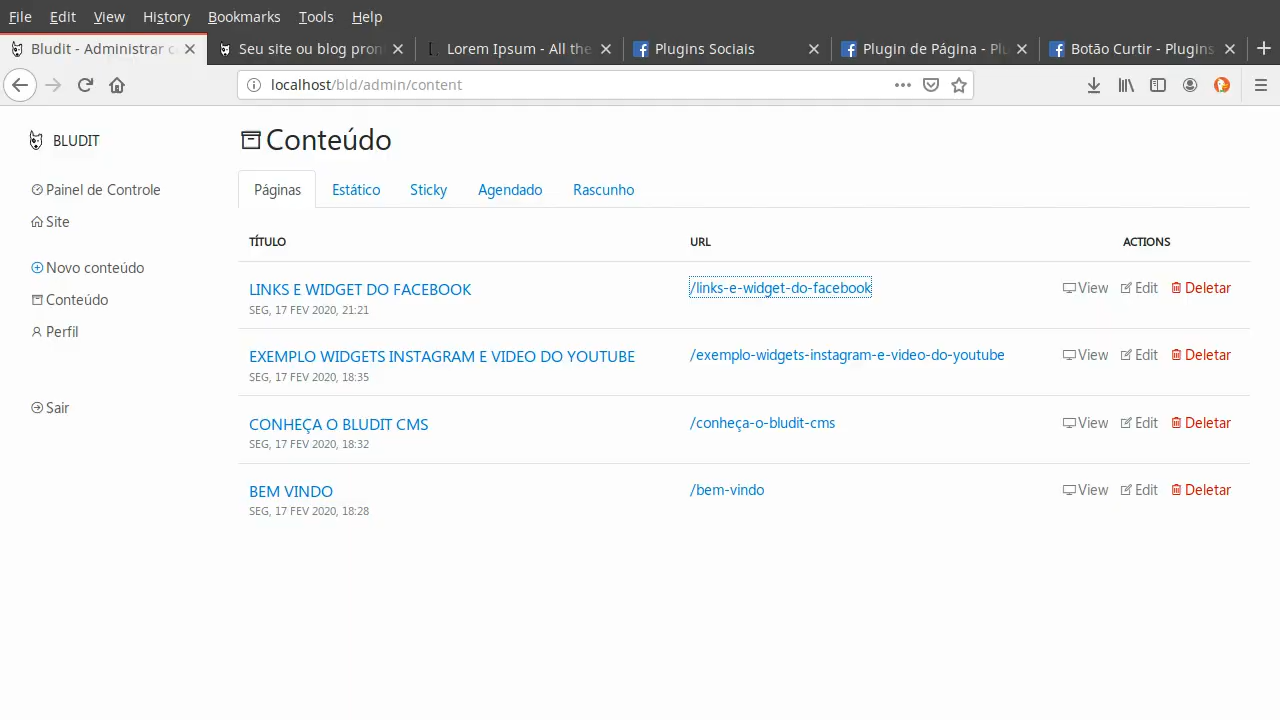 File Edit View History Bookmarks Tools Help
Bludit - Administrar c
Seu site ou blog pron
Lorem Ipsum - All the
Plugins Sociais
Plugin de Página - Plu
Botão Curtir - Plugins
localhost/bld/admin/content
BLUDIT
Painel de Controle
Site
Novo conteúdo
Conteúdo
Perfil
Sair
Conteúdo
Páginas Estático Sticky Agendado Rascunho
TÍTULO URL ACTIONS
LINKS E WIDGET DO FACEBOOK /links-e-widget-do-facebook View Edit Deletar
SEG, 17 FEV 2020, 21:21
EXEMPLO WIDGETS INSTAGRAM E VIDEO DO YOUTUBE /exemplo-widgets-instagram-e-video-do-youtube View Edit Deletar
SEG, 17 FEV 2020, 18:35
CONHEÇA O BLUDIT CMS /conheça-o-bludit-cms View Edit Deletar
SEG, 17 FEV 2020, 18:32
BEM VINDO /bem-vindo View Edit Deletar
SEG, 17 FEV 2020, 18:28